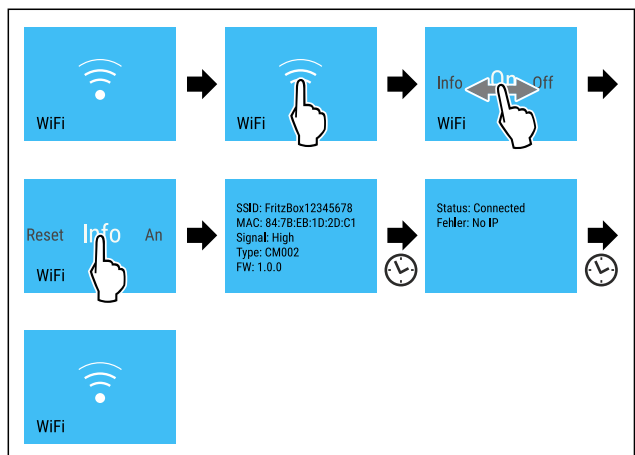 WiFi
WiFi
Info On Off
WiFi
Reset Info An
WiFi
SSID: FritzBox12345678
MAC: 84:7B:EB:1D:2D:C1
Signal: High
Type: CM002
FW: 1.0.0
Status: Connected
Fehler: No IP
WiFi